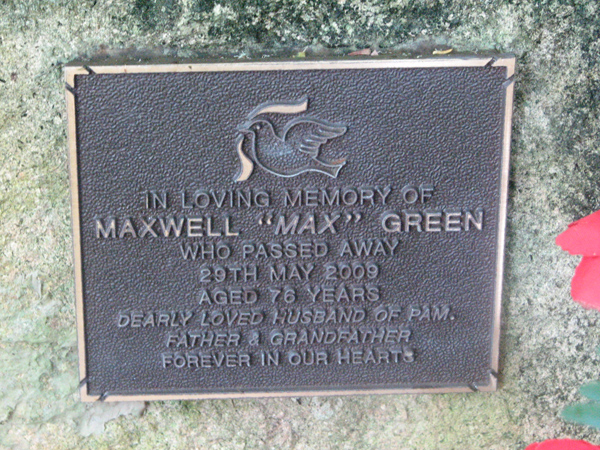 IN LOVING MEMORY OF
MAXWELL "MAX" GREEN
WHO PASSED AWAY
29TH MAY 2009
AGED 76 YEARS
DEARLY LOVED HUSBAND OF PAM.
FATHER & GRANDFATHER
FOREVER IN OUR HEARTS